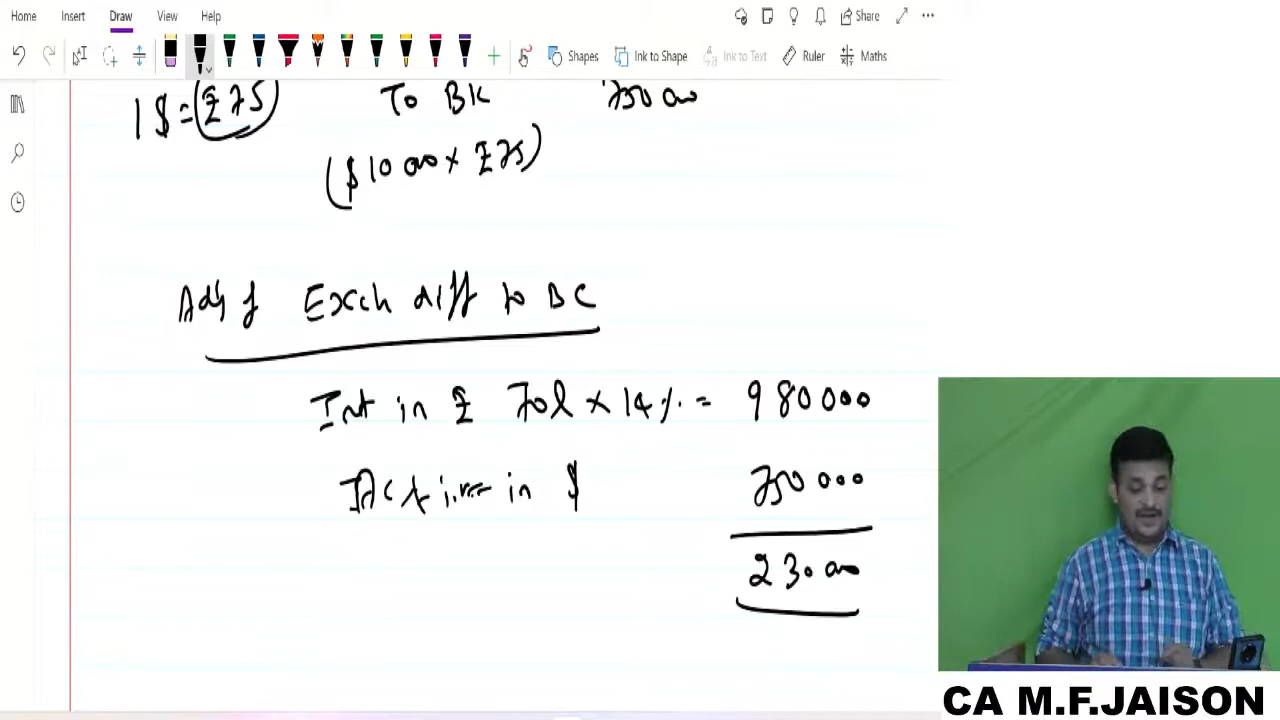 Home Insert Draw View Help Share
Shapes Ink to Shape Ink to Text Ruler Maths
1 $ = ₹ 75 To BK 750 000
($ 10 000 × ₹ 75)
Adj of Exch diff to BC
Int in ₹ 70l × 14 % = 980000
Act in $ 750 000
230 000
CA M.F.JAISON